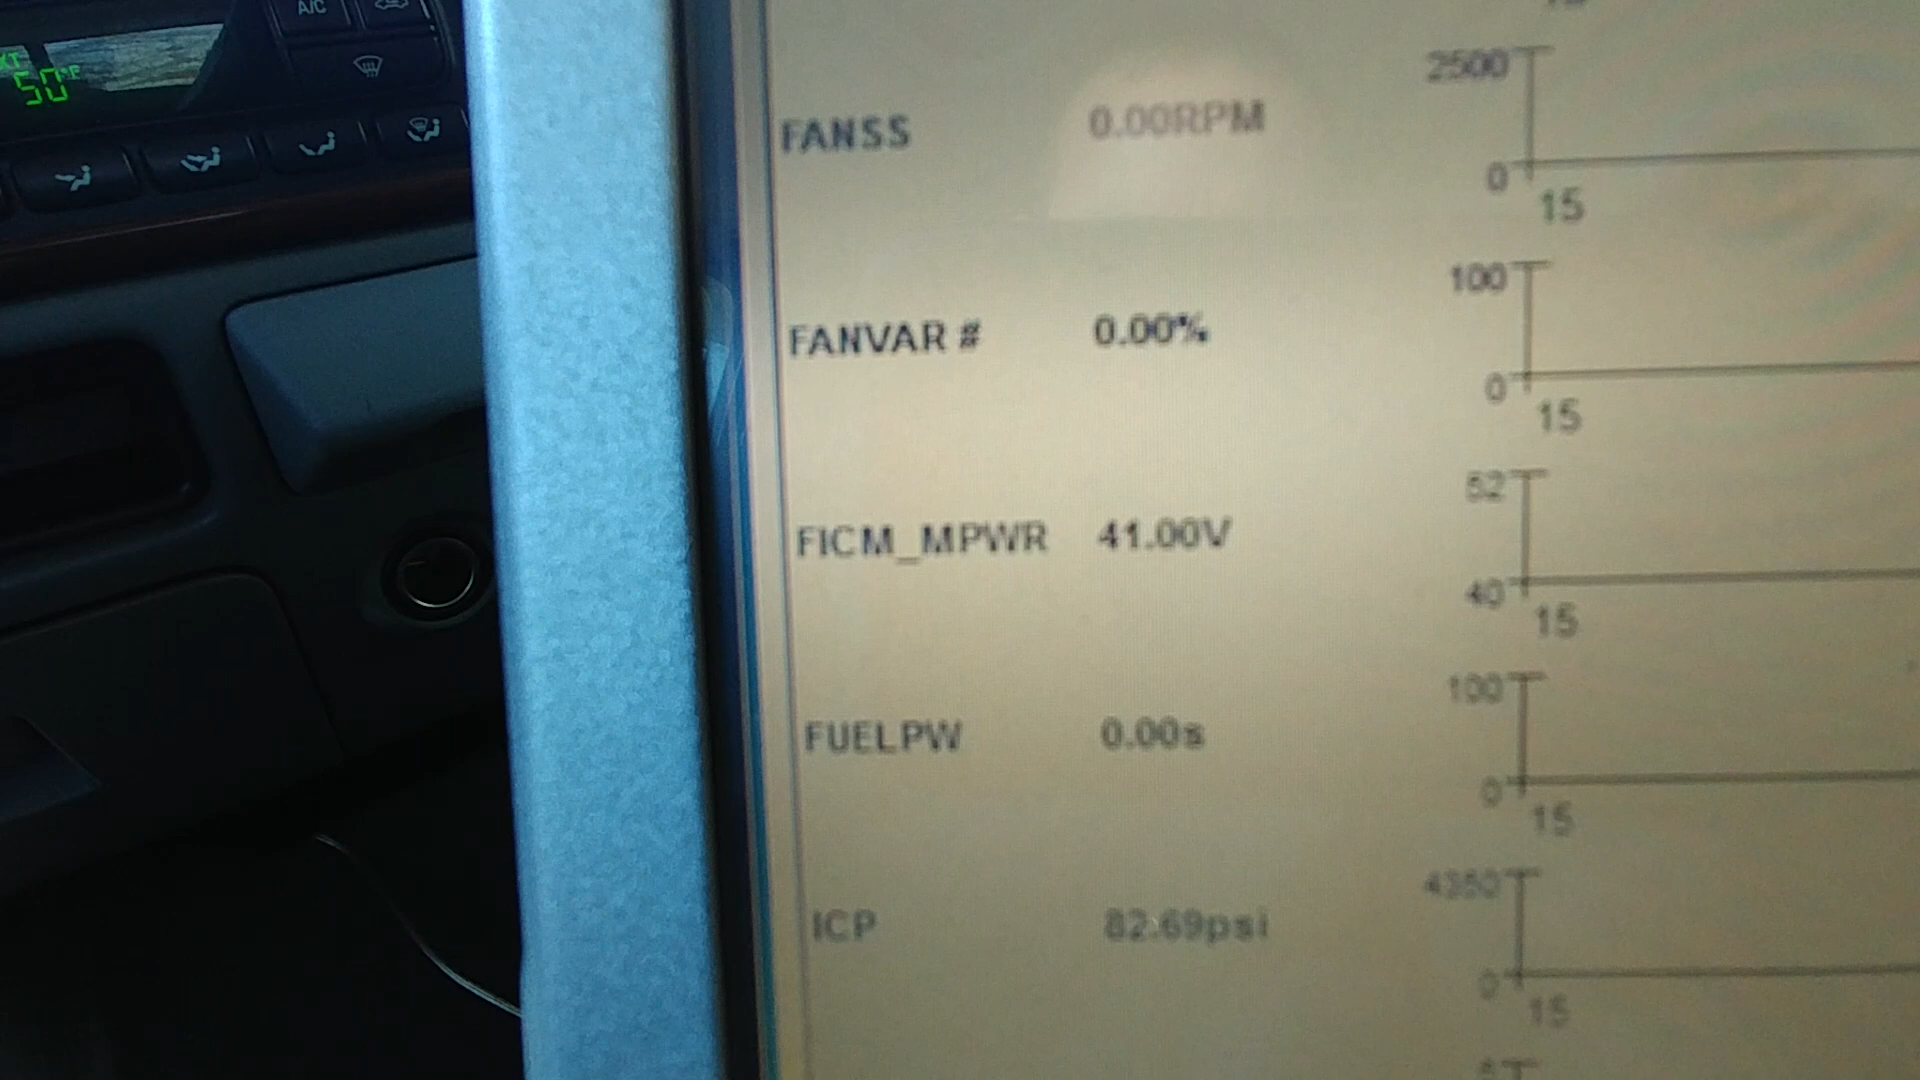 A/C
50°F
2500
FANSS 0.00RPM
0
15
100
FANVAR # 0.00%
0
15
52
FICM_MPWR 41.00V
40
15
100
FUELPW 0.00s
0
15
4350
ICP 82.69psi
0
15